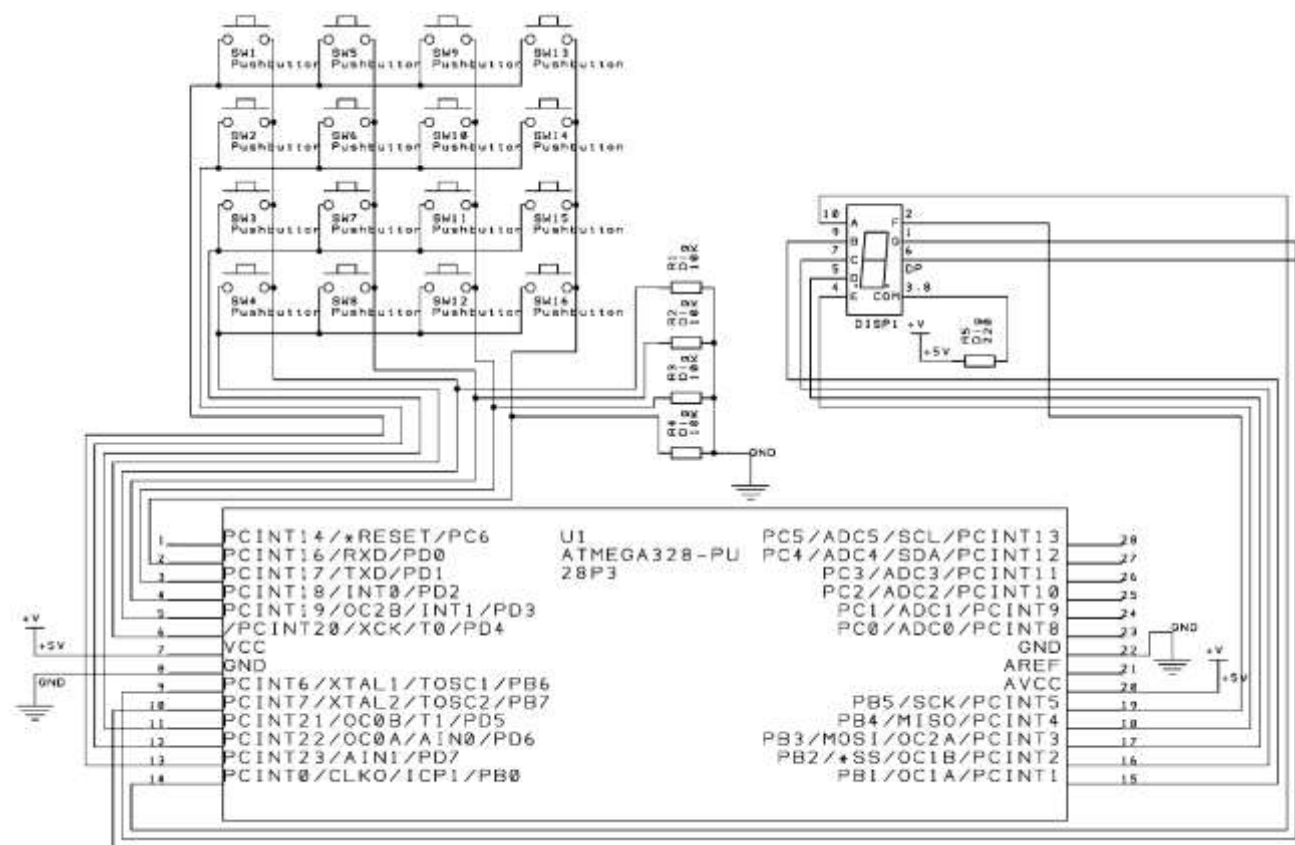 SW1 SW5 SW9 SW13
Pushbutton Pushbutton Pushbutton Pushbutton
SW2 SW6 SW10 SW14
Pushbutton Pushbutton Pushbutton Pushbutton
SW3 SW7 SW11 SW15
Pushbutton Pushbutton Pushbutton Pushbutton
SW4 SW8 SW12 SW16
Pushbutton Pushbutton Pushbutton Pushbutton
R1
10K
R2
10K
R3
10K
R4
10K
GND
10 A F 2
9 B G 1
7 C 6
5 D DP
4 E COM 3.8
DISP1
+V
+5V
R5
U1
ATMEGA328-PU
28P3
1 PCINT14/*RESET/PC6
2 PCINT16/RXD/PD0
3 PCINT17/TXD/PD1
4 PCINT18/INT0/PD2
5 PCINT19/OC2B/INT1/PD3
6 /PCINT20/XCK/T0/PD4
7 VCC
8 GND
9 PCINT6/XTAL1/TOSC1/PB6
10 PCINT7/XTAL2/TOSC2/PB7
11 PCINT21/OC0B/T1/PD5
12 PCINT22/OC0A/AIN0/PD6
13 PCINT23/AIN1/PD7
14 PCINT0/CLKO/ICP1/PB0
+V
+5V
GND
PC5/ADC5/SCL/PCINT13 28
PC4/ADC4/SDA/PCINT12 27
PC3/ADC3/PCINT11 26
PC2/ADC2/PCINT10 25
PC1/ADC1/PCINT9 24
PC0/ADC0/PCINT8 23
GND 22
AREF 21
AVCC 20
PB5/SCK/PCINT5 19
PB4/MISO/PCINT4 18
PB3/MOSI/OC2A/PCINT3 17
PB2/*SS/OC1B/PCINT2 16
PB1/OC1A/PCINT1 15
GND
+V
+5V